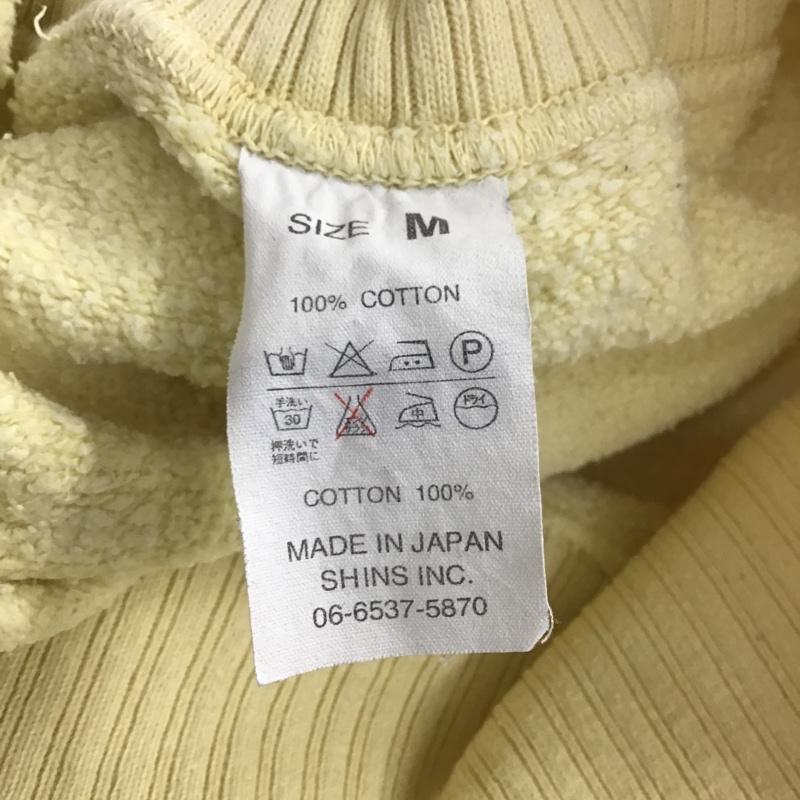 SIZE M
100% COTTON
P
手洗い 中 ドライ
30
押洗いで
短時間に
COTTON 100%
MADE IN JAPAN
SHINS INC.
06-6537-5870